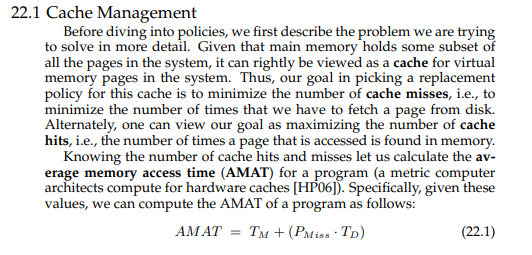 22.1 Cache Management
Before diving into policies, we first describe the problem we are trying
to solve in more detail. Given that main memory holds some subset of
all the pages in the system, it can rightly be viewed as a cache for virtual
memory pages in the system. Thus, our goal in picking a replacement
policy for this cache is to minimize the number of cache misses, i.e., to
minimize the number of times that we have to fetch a page from disk.
Alternately, one can view our goal as maximizing the number of cache
hits, i.e., the number of times a page that is accessed is found in memory.
Knowing the number of cache hits and misses let us calculate the av-
erage memory access time (AMAT) for a program (a metric computer
architects compute for hardware caches [HP06]). Specifically, given these
values, we can compute the AMAT of a program as follows:
AMAT = T_M + (P_Miss · T_D) (22.1)